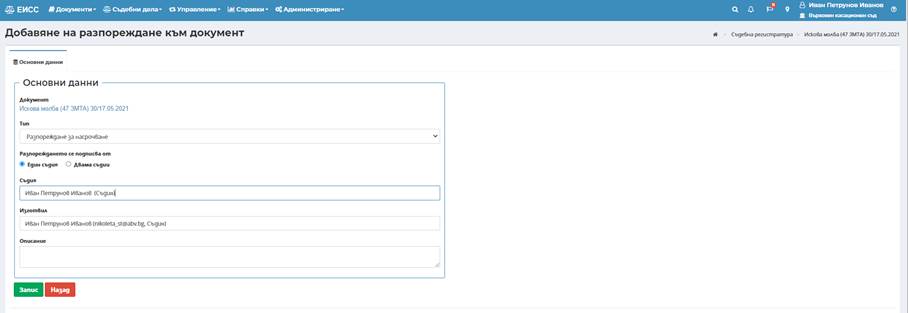 ЕИСС Документи Съдебни дела Управление Справки Администриране
Иван Петрунов Иванов
Върховен касационен съд
Добавяне на разпореждане към документ
Съдебна регистратура Искова молба (47 ЗМТА) 30/17.05.2021
Основни данни
Основни данни
Документ
Искова молба (47 ЗМТА) 30/17.05.2021
Тип
Разпореждане за насрочване
Разпореждането се подписва от
Един съдия Двама съдии
Съдия
Иван Петрунов Иванов (Съдия)
Изготвил
Иван Петрунов Иванов (nikoleta_st@abv.bg, Съдия)
Описание
Запис Назад